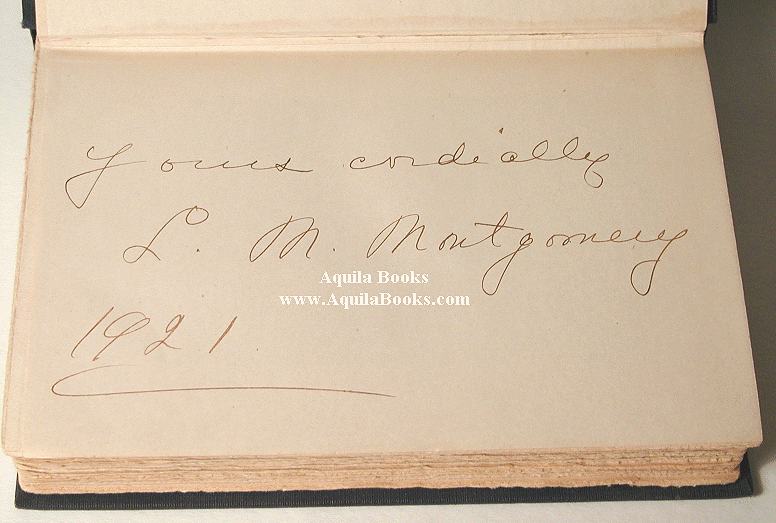 Yours cordially
L. M. Montgomery
Aquila Books
www.AquilaBooks.com
1921.